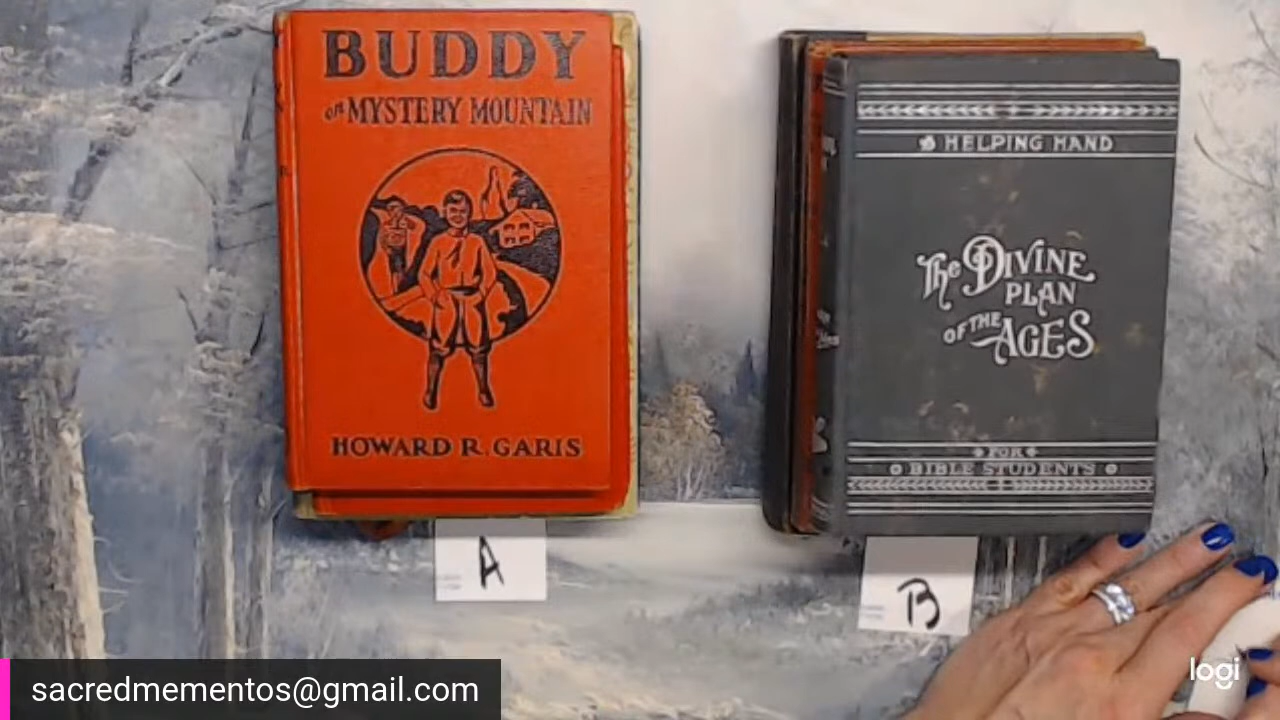 BUDDY
on MYSTERY MOUNTAIN
HOWARD R. GARIS
A
HELPING HAND
The DIVINE
PLAN
OF THE
AGES
FOR
BIBLE STUDENTS
B
logi
sacredmementos@gmail.com